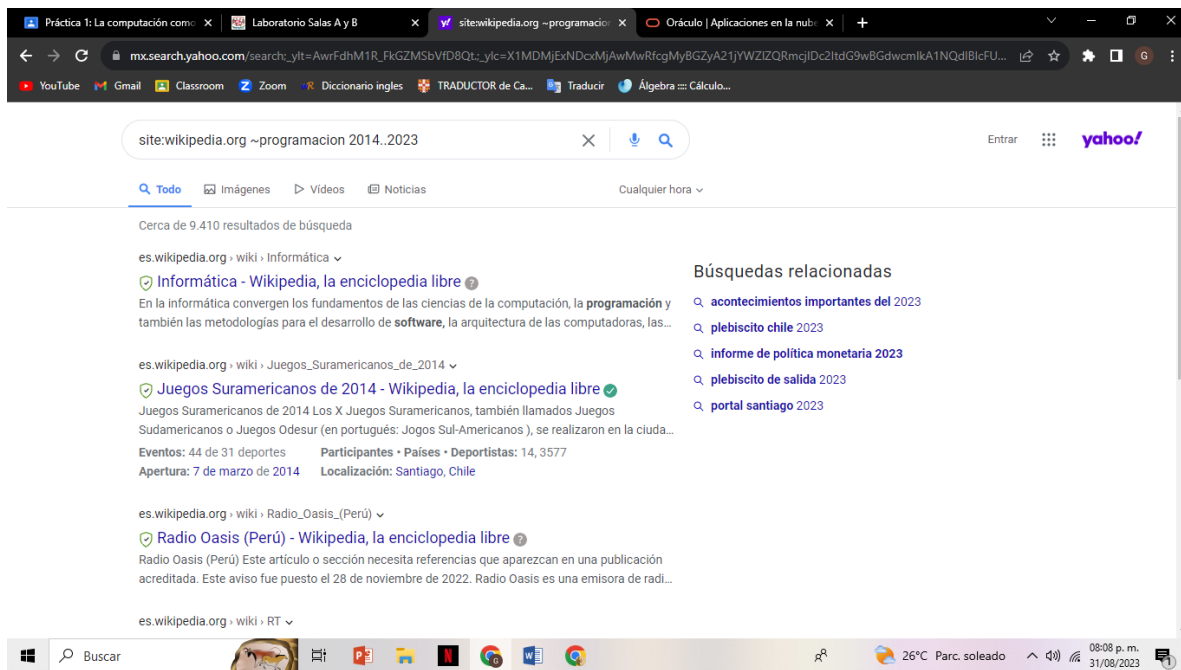 Práctica 1: La computación como
Laboratorio Salas A y B
site:wikipedia.org ~programacion
Oráculo | Aplicaciones en la nube
mx.search.yahoo.com/search;_ylt=AwrFdhM1R_FkGZMSbVfD8Qt.;_ylc=X1MDMjExNDcxMjAwMwRfcgMyBGZyA21jYWZlZQRmcjlDc2ItdG9wBGdwcmlkA1NQdlBlcFU...
G
YouTube Gmail Classroom Zoom Diccionario ingles TRADUCTOR de Ca... Traducir Álgebra :::: Cálculo...
site:wikipedia.org ~programacion 2014..2023
Entrar
yahoo!
Todo Imágenes Vídeos Noticias Cualquier hora
Cerca de 9.410 resultados de búsqueda
es.wikipedia.org › wiki › Informática
Informática - Wikipedia, la enciclopedia libre
En la informática convergen los fundamentos de las ciencias de la computación, la programación y
también las metodologías para el desarrollo de software, la arquitectura de las computadoras, las...
es.wikipedia.org › wiki › Juegos_Suramericanos_de_2014
Juegos Suramericanos de 2014 - Wikipedia, la enciclopedia libre
Juegos Suramericanos de 2014 Los X Juegos Suramericanos, también llamados Juegos
Sudamericanos o Juegos Odesur (en portugués: Jogos Sul-Americanos ), se realizaron en la ciuda...
Eventos: 44 de 31 deportes Participantes • Países • Deportistas: 14, 3577
Apertura: 7 de marzo de 2014 Localización: Santiago, Chile
es.wikipedia.org › wiki › Radio_Oasis_(Perú)
Radio Oasis (Perú) - Wikipedia, la enciclopedia libre
Radio Oasis (Perú) Este artículo o sección necesita referencias que aparezcan en una publicación
acreditada. Este aviso fue puesto el 28 de noviembre de 2022. Radio Oasis es una emisora de radi...
es.wikipedia.org › wiki › RT
Búsquedas relacionadas
acontecimientos importantes del 2023
plebiscito chile 2023
informe de política monetaria 2023
plebiscito de salida 2023
portal santiago 2023
Buscar
26°C Parc. soleado
08:08 p. m.
31/08/2023
1